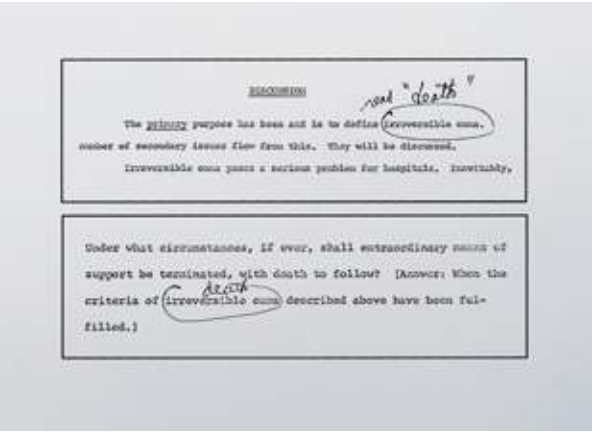 DISCUSSION
read "death"
The primary purpose has been and is to define irreversible coma.
number of secondary issues flow from this. They will be discussed.
Irreversible coma poses a serious problem for hospitals. Inevitably,
Under what circumstances, if ever, shall extraordinary means of
support be terminated, with death to follow? [Answer: When the
death
criteria of irreversible coma described above have been ful-
filled.]